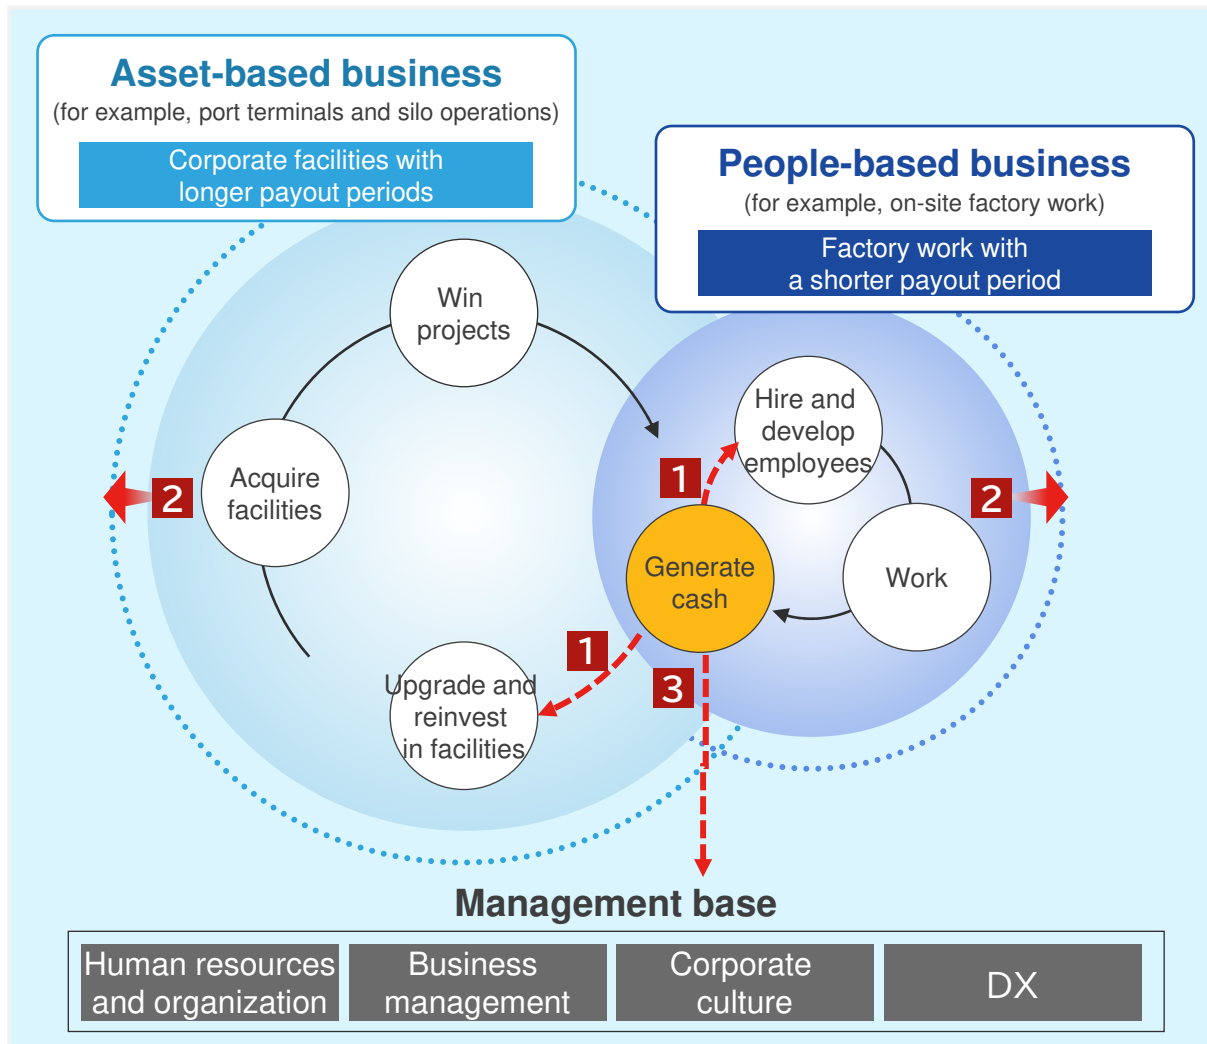 Asset-based business
(for example, port terminals and silo operations)
Corporate facilities with
longer payout periods
People-based business
(for example, on-site factory work)
Factory work with
a shorter payout period
Win
projects
Hire and
develop
employees
1
Acquire
facilities
2
2
Generate
cash
Work
1
3
Upgrade and
reinvest
in facilities
Management base
Human resources
and organization
Business
management
Corporate
culture
DX